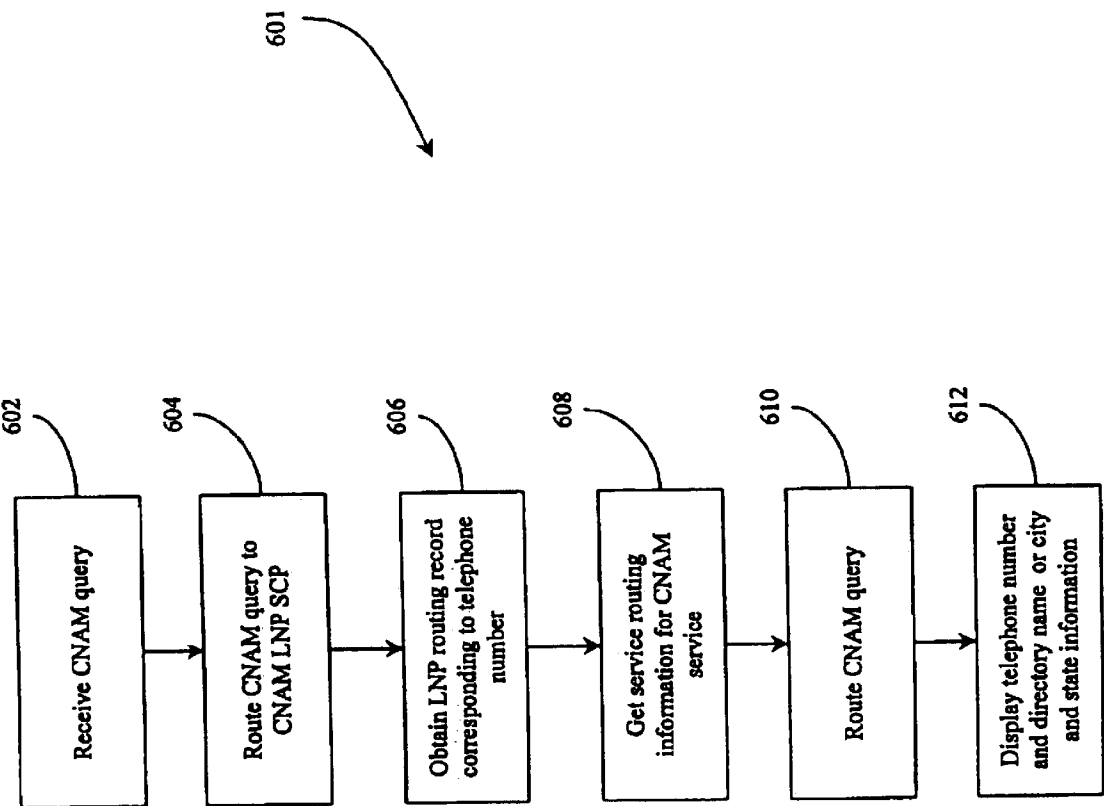 601
602
Receive CNAM query
604
Route CNAM query to
CNAM LNP SCP
606
Obtain LNP routing record
corresponding to telephone
number
608
Get service routing
information for CNAM
service
610
Route CNAM query
612
Display telephone number
and directory name or city
and state information